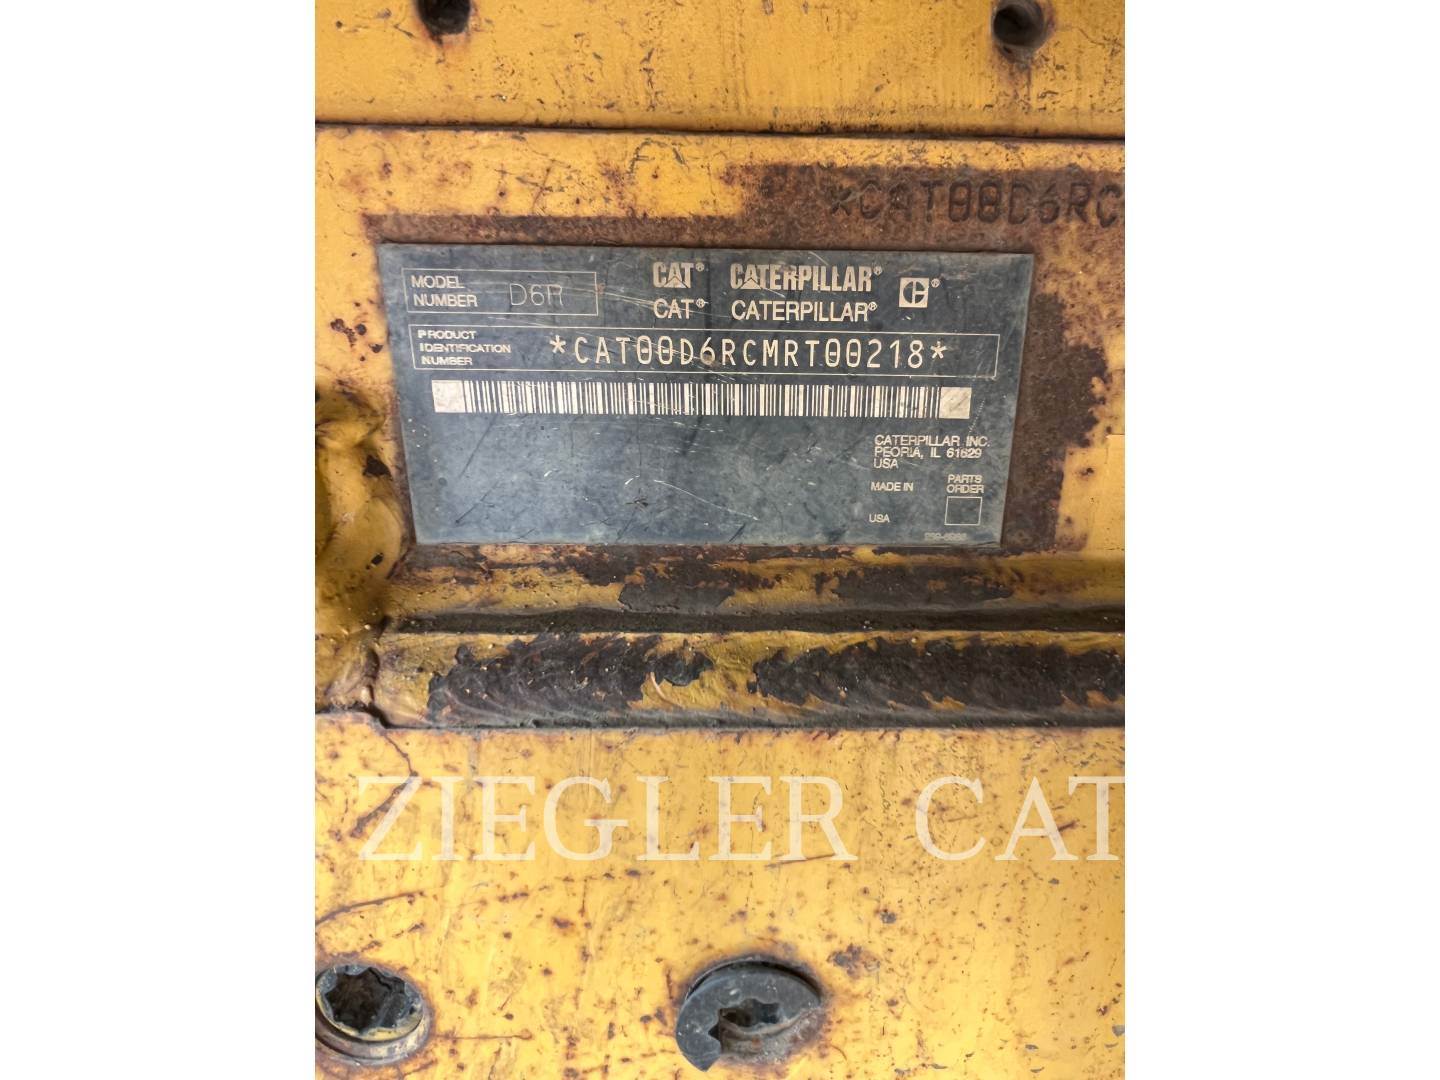 *CAT00D6RC
MODEL NUMBER D6R
CAT® CATERPILLAR® ®
CAT® CATERPILLAR®
PRODUCT IDENTIFICATION NUMBER *CAT00D6RCMRT00218*
CATERPILLAR INC.
PEORIA, IL 61629
USA
MADE IN
PARTS ORDER
USA
ZIEGLER CAT